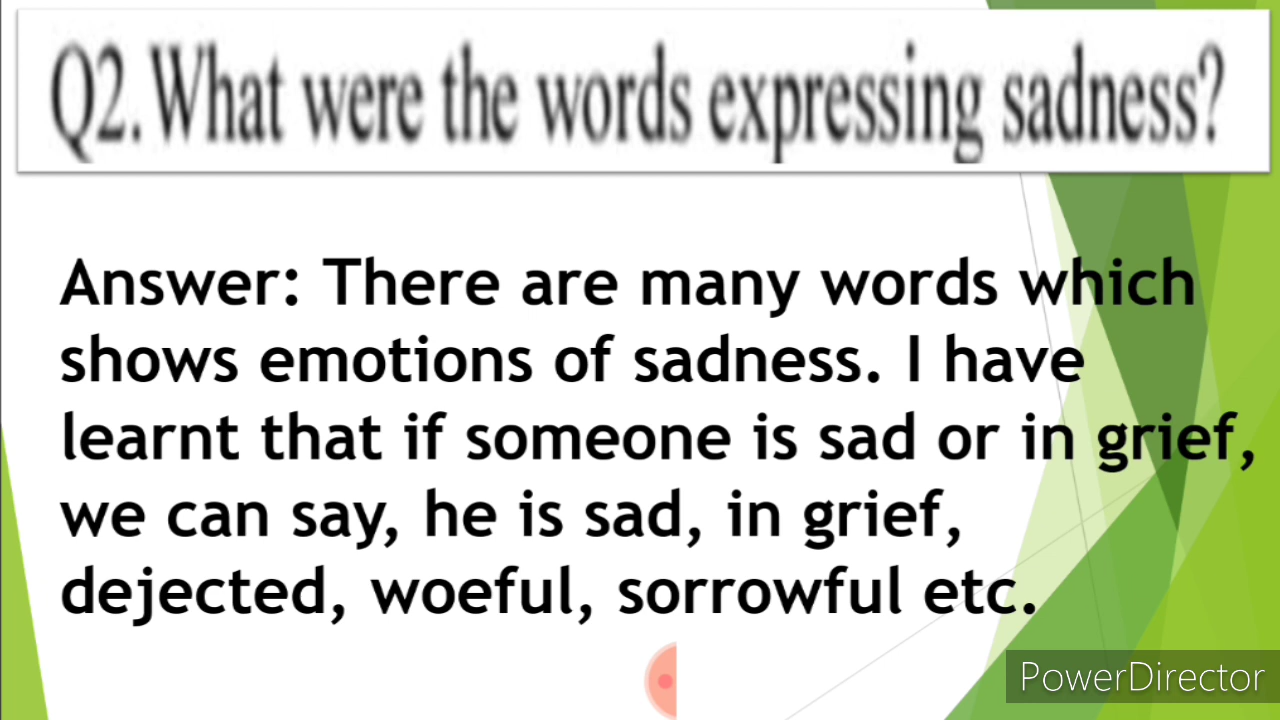 Q2. What were the words expressing sadness?
Answer: There are many words which
shows emotions of sadness. I have
learnt that if someone is sad or in grief,
we can say, he is sad, in grief,
dejected, woeful, sorrowful etc.
PowerDirector